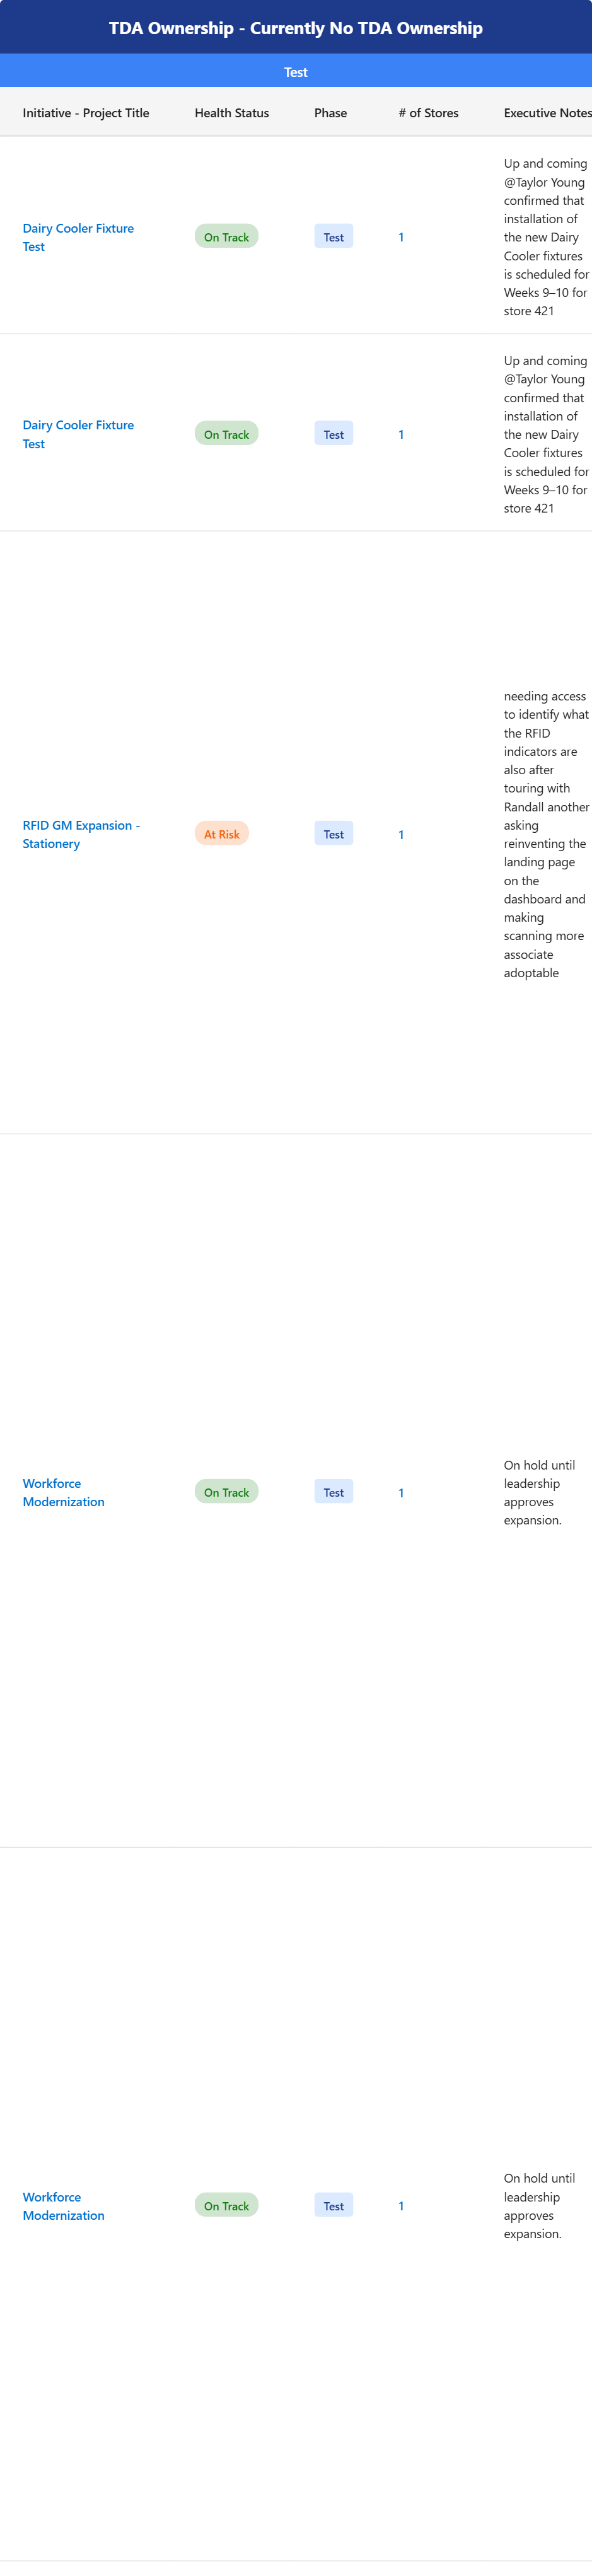 TDA Ownership - Currently No TDA Ownership
Test
Initiative - Project Title Health Status Phase # of Stores Executive Notes
Dairy Cooler Fixture
Test
On Track
Test
1
Up and coming
@Taylor Young
confirmed that
installation of
the new Dairy
Cooler fixtures
is scheduled for
Weeks 9–10 for
store 421
Dairy Cooler Fixture
Test
On Track
Test
1
Up and coming
@Taylor Young
confirmed that
installation of
the new Dairy
Cooler fixtures
is scheduled for
Weeks 9–10 for
store 421
RFID GM Expansion -
Stationery
At Risk
Test
1
needing access
to identify what
the RFID
indicators are
also after
touring with
Randall another
asking
reinventing the
landing page
on the
dashboard and
making
scanning more
associate
adoptable
Workforce
Modernization
On Track
Test
1
On hold until
leadership
approves
expansion.
Workforce
Modernization
On Track
Test
1
On hold until
leadership
approves
expansion.